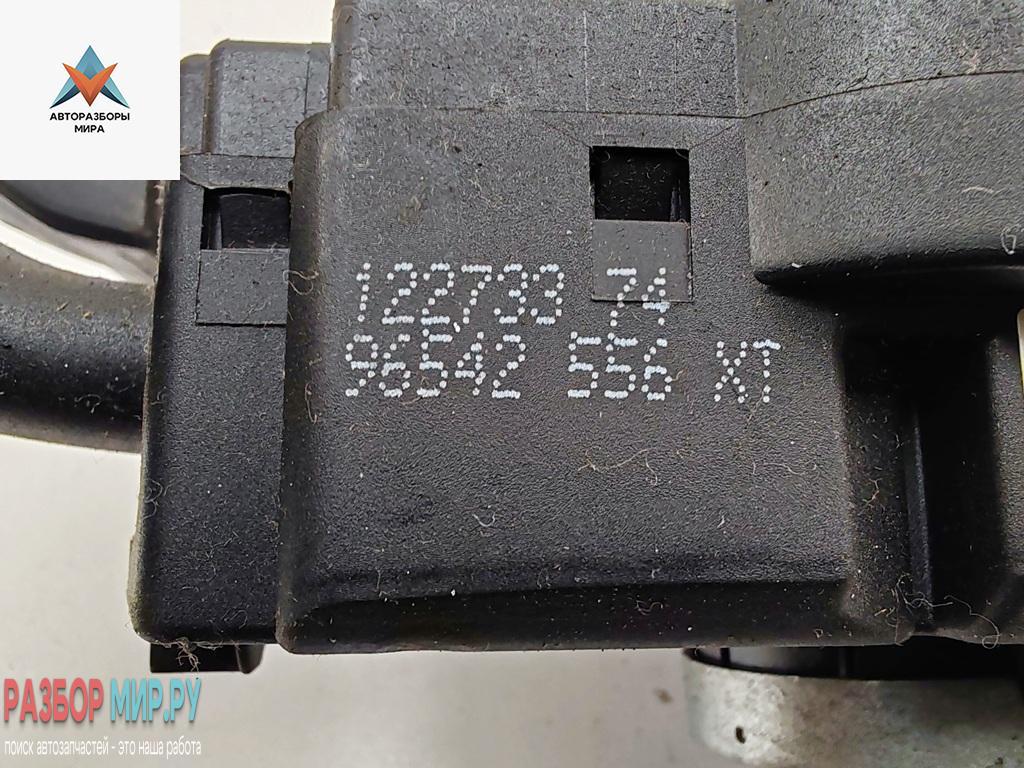 АВТОРАЗБОРЫ
МИРА
122733 74
96542 556 XT
РАЗБОР МИР.РУ
поиск автозапчастей - это наша работа